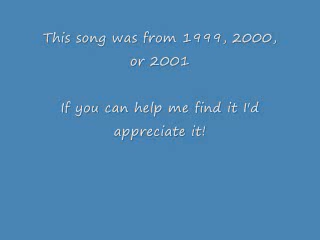 This song was from 1999, 2000,
or 2001
If you can help me find it I'd
appreciate it!